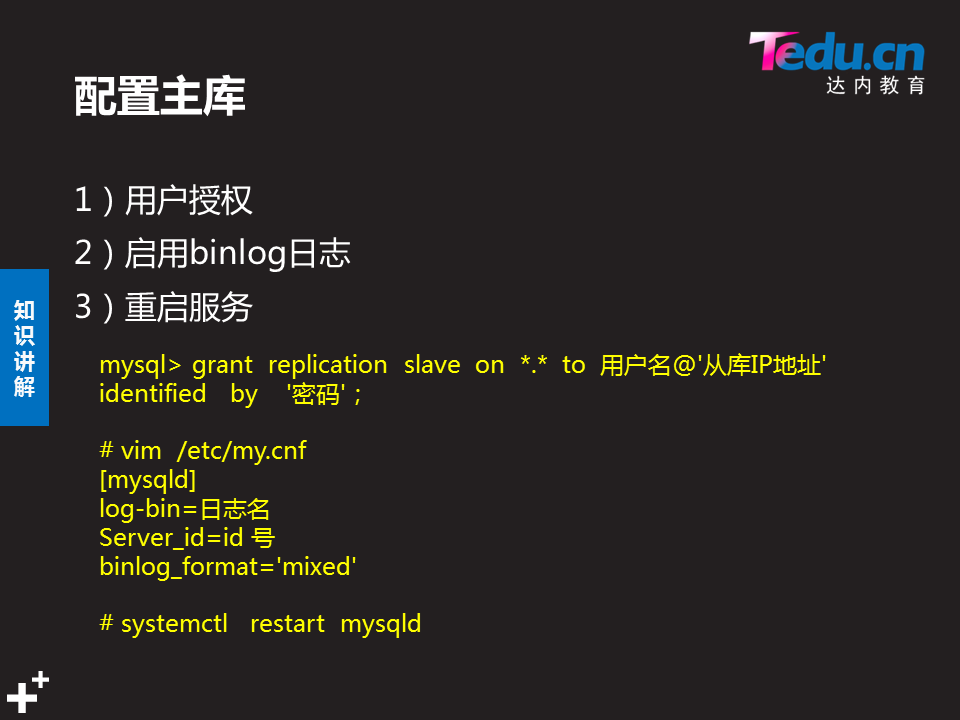 Tedu.cn
达内教育
配置主库
1）用户授权
2）启用binlog日志
3）重启服务
知识讲解
mysql> grant replication slave on *.* to 用户名@'从库IP地址'
identified by '密码'；
# vim /etc/my.cnf
[mysqld]
log-bin=日志名
Server_id=id 号
binlog_format='mixed'
# systemctl restart mysqld